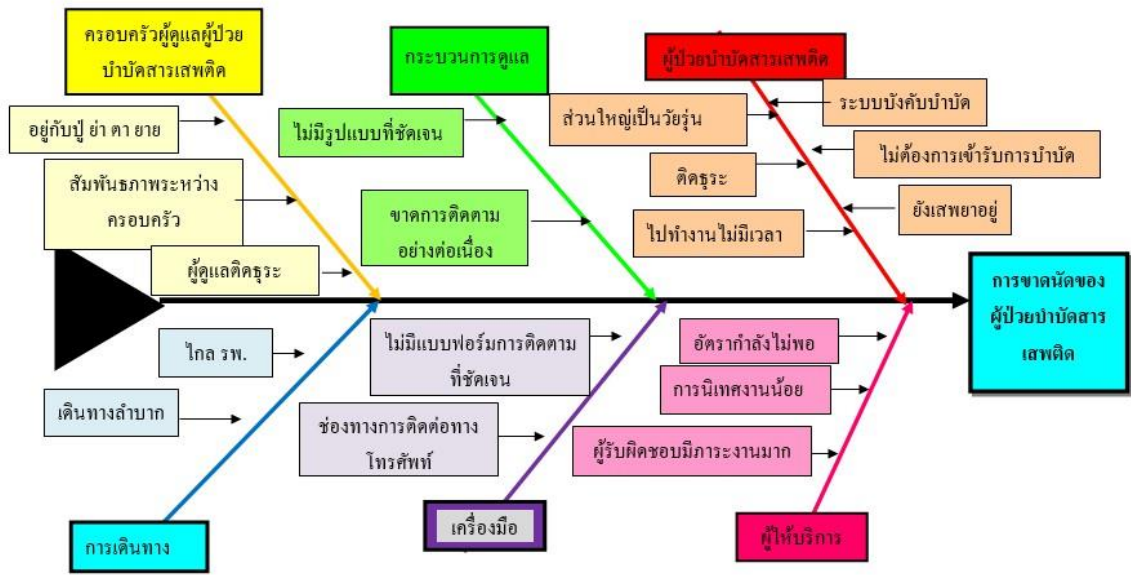 ครอบครัวผู้ดูแลผู้ป่วย
บำบัดสารเสพติด
กระบวนการดูแล
ผู้ป่วยบำบัดสารเสพติด
อยู่กับปู่ ย่า ตา ยาย
สัมพันธภาพระหว่าง
ครอบครัว
ผู้ดูแลติดธุระ
ไม่มีรูปแบบที่ชัดเจน
ขาดการติดตาม
อย่างต่อเนื่อง
ส่วนใหญ่เป็นวัยรุ่น
ติดธุระ
ไปทำงานไม่มีเวลา
ระบบบังคับบำบัด
ไม่ต้องการเข้ารับการบำบัด
ยังเสพยาอยู่
การขาดนัดของ
ผู้ป่วยบำบัดสาร
เสพติด
ไกล รพ.
เดินทางลำบาก
ไม่มีแบบฟอร์มการติดตาม
ที่ชัดเจน
ช่องทางการติดต่อทาง
โทรศัพท์
อัตรากำลังไม่พอ
การนิเทศงานน้อย
ผู้รับผิดชอบมีภาระงานมาก
การเดินทาง
เครื่องมือ
ผู้ให้บริการ